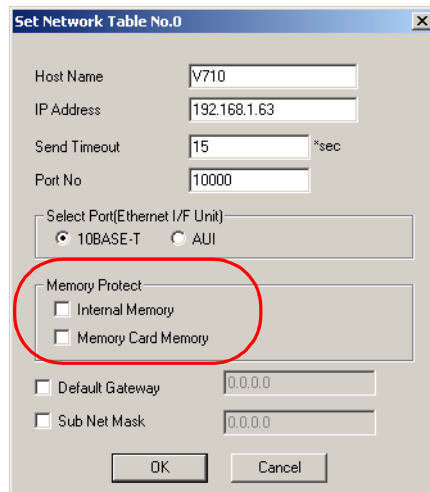 Set Network Table No.0
Host Name V710
IP Address 192.168.1.63
Send Timeout 15 *sec
Port No 10000
Select Port(Ethernet I/F Unit)
10BASE-T AUI
Memory Protect
Internal Memory
Memory Card Memory
Default Gateway 0.0.0.0
Sub Net Mask 0.0.0.0
OK Cancel